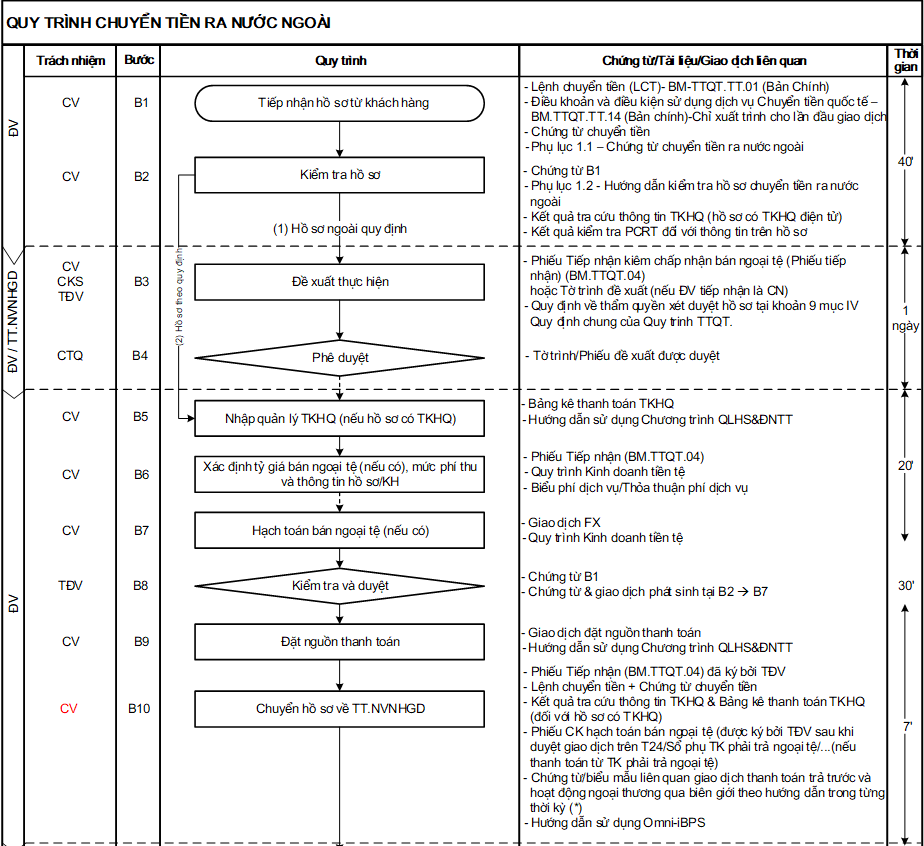 QUY TRÌNH CHUYỂN TIỀN RA NƯỚC NGOÀI
Trách nhiệm
Bước
Quy trình
Chứng từ/Tài liệu/Giao dịch liên quan
Thời
gian
ĐV
CV
B1
Tiếp nhận hồ sơ từ khách hàng
- Lệnh chuyển tiền (LCT)- BM-TTQT.TT.01 (Bản Chính)
- Điều khoản và điều kiện sử dụng dịch vụ Chuyển tiền quốc tế –
BM.TTQT.TT.14 (Bản chính)-Chỉ xuất trình cho lần đầu giao dịch
- Chứng từ chuyển tiền
- Phụ lục 1.1 – Chứng từ chuyển tiền ra nước ngoài
40'
CV
B2
Kiểm tra hồ sơ
- Chứng từ B1
- Phụ lục 1.2 - Hướng dẫn kiểm tra hồ sơ chuyển tiền ra nước
ngoài
- Kết quả tra cứu thông tin TKHQ (hồ sơ có TKHQ điện tử)
- Kết quả kiểm tra PCRT đối với thông tin trên hồ sơ
(1) Hồ sơ ngoài quy định
(2) Hồ sơ theo quy định
ĐV / TT.NVNHGD
CV
CKS
TĐV
B3
Đề xuất thực hiện
- Phiếu Tiếp nhận kiêm chấp nhận bán ngoại tệ (Phiếu tiếp
nhận) (BM.TTQT.04)
hoặc Tờ trình đề xuất (nếu ĐV tiếp nhận là CN)
- Quy định về thẩm quyền xét duyệt hồ sơ tại khoản 9 mục IV
Quy định chung của Quy trình TTQT.
1
ngày
CTQ
B4
Phê duyệt
- Tờ trình/Phiếu đề xuất được duyệt
ĐV
CV
B5
Nhập quản lý TKHQ (nếu hồ sơ có TKHQ)
- Bảng kê thanh toán TKHQ
- Hướng dẫn sử dụng Chương trình QLHS&ĐNTT
20'
CV
B6
Xác định tỷ giá bán ngoại tệ (nếu có), mức phí thu
và thông tin hồ sơ/KH
- Phiếu Tiếp nhận (BM.TTQT.04)
- Quy trình Kinh doanh tiền tệ
- Biểu phí dịch vụ/Thỏa thuận phí dịch vụ
CV
B7
Hạch toán bán ngoại tệ (nếu có)
- Giao dịch FX
- Quy trình Kinh doanh tiền tệ
TĐV
B8
Kiểm tra và duyệt
- Chứng từ B1
- Chứng từ & giao dịch phát sinh tại B2 → B7
30'
CV
B9
Đặt nguồn thanh toán
- Giao dịch đặt nguồn thanh toán
- Hướng dẫn sử dụng Chương trình QLHS&ĐNTT
CV
B10
Chuyển hồ sơ về TT.NVNHGD
- Phiếu Tiếp nhận (BM.TTQT.04) đã ký bởi TĐV
- Lệnh chuyển tiền + Chứng từ chuyển tiền
- Kết quả tra cứu thông tin TKHQ & Bảng kê thanh toán TKHQ
(đối với hồ sơ có TKHQ)
- Phiếu CK hạch toán bán ngoại tệ (được ký bởi TĐV sau khi
duyệt giao dịch trên T24/Sổ phụ TK phải trả ngoại tệ/...(nếu
thanh toán từ TK phải trả ngoại tệ)
- Chứng từ/biểu mẫu liên quan giao dịch thanh toán trả trước và
hoạt động ngoại thương qua biên giới theo hướng dẫn trong từng
thời kỳ (*)
- Hướng dẫn sử dụng Omni-iBPS
7'